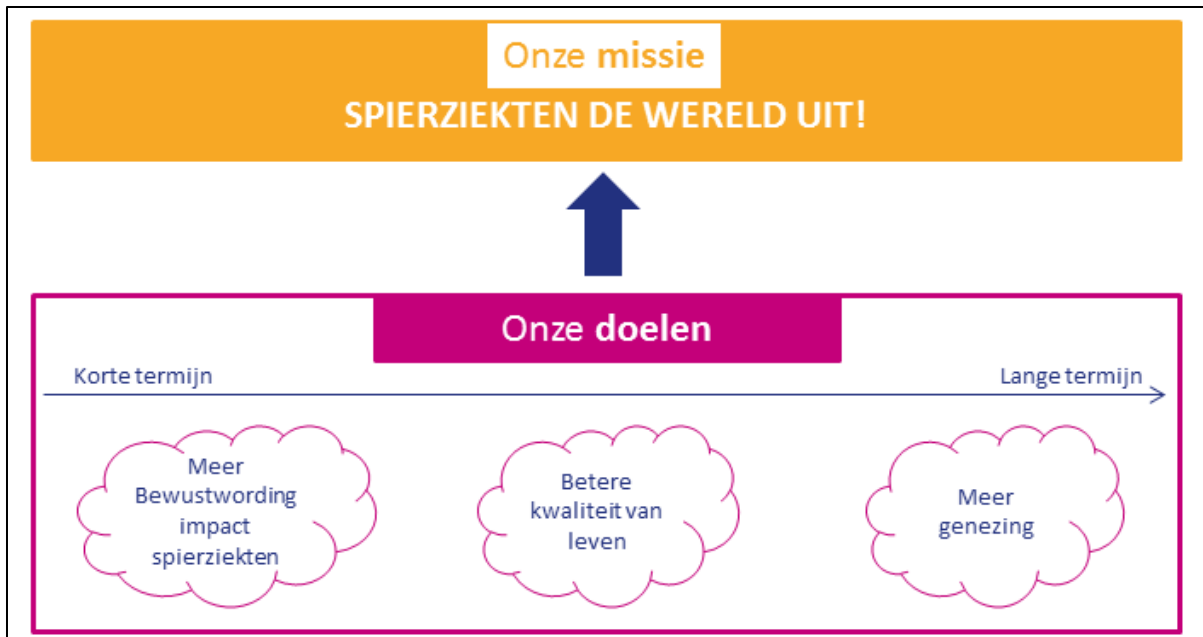 Onze missie
SPIERZIEKTEN DE WERELD UIT!
Onze doelen
Korte termijn
Lange termijn
Meer
Bewustwording
impact
spierziekten
Betere
kwaliteit van
leven
Meer
genezing